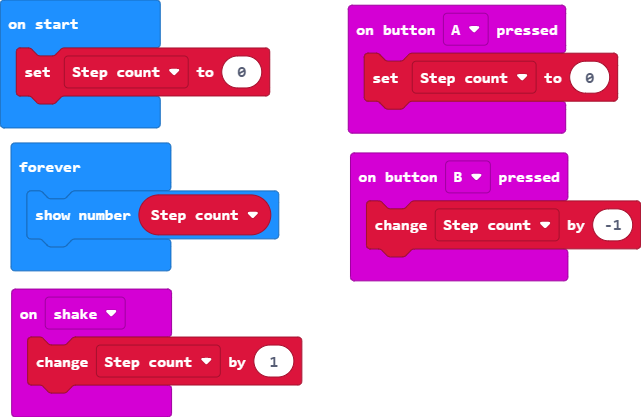 on start
set Step count to 0
forever
show number Step count
on shake
change Step count by 1
on button A pressed
set Step count to 0
on button B pressed
change Step count by -1